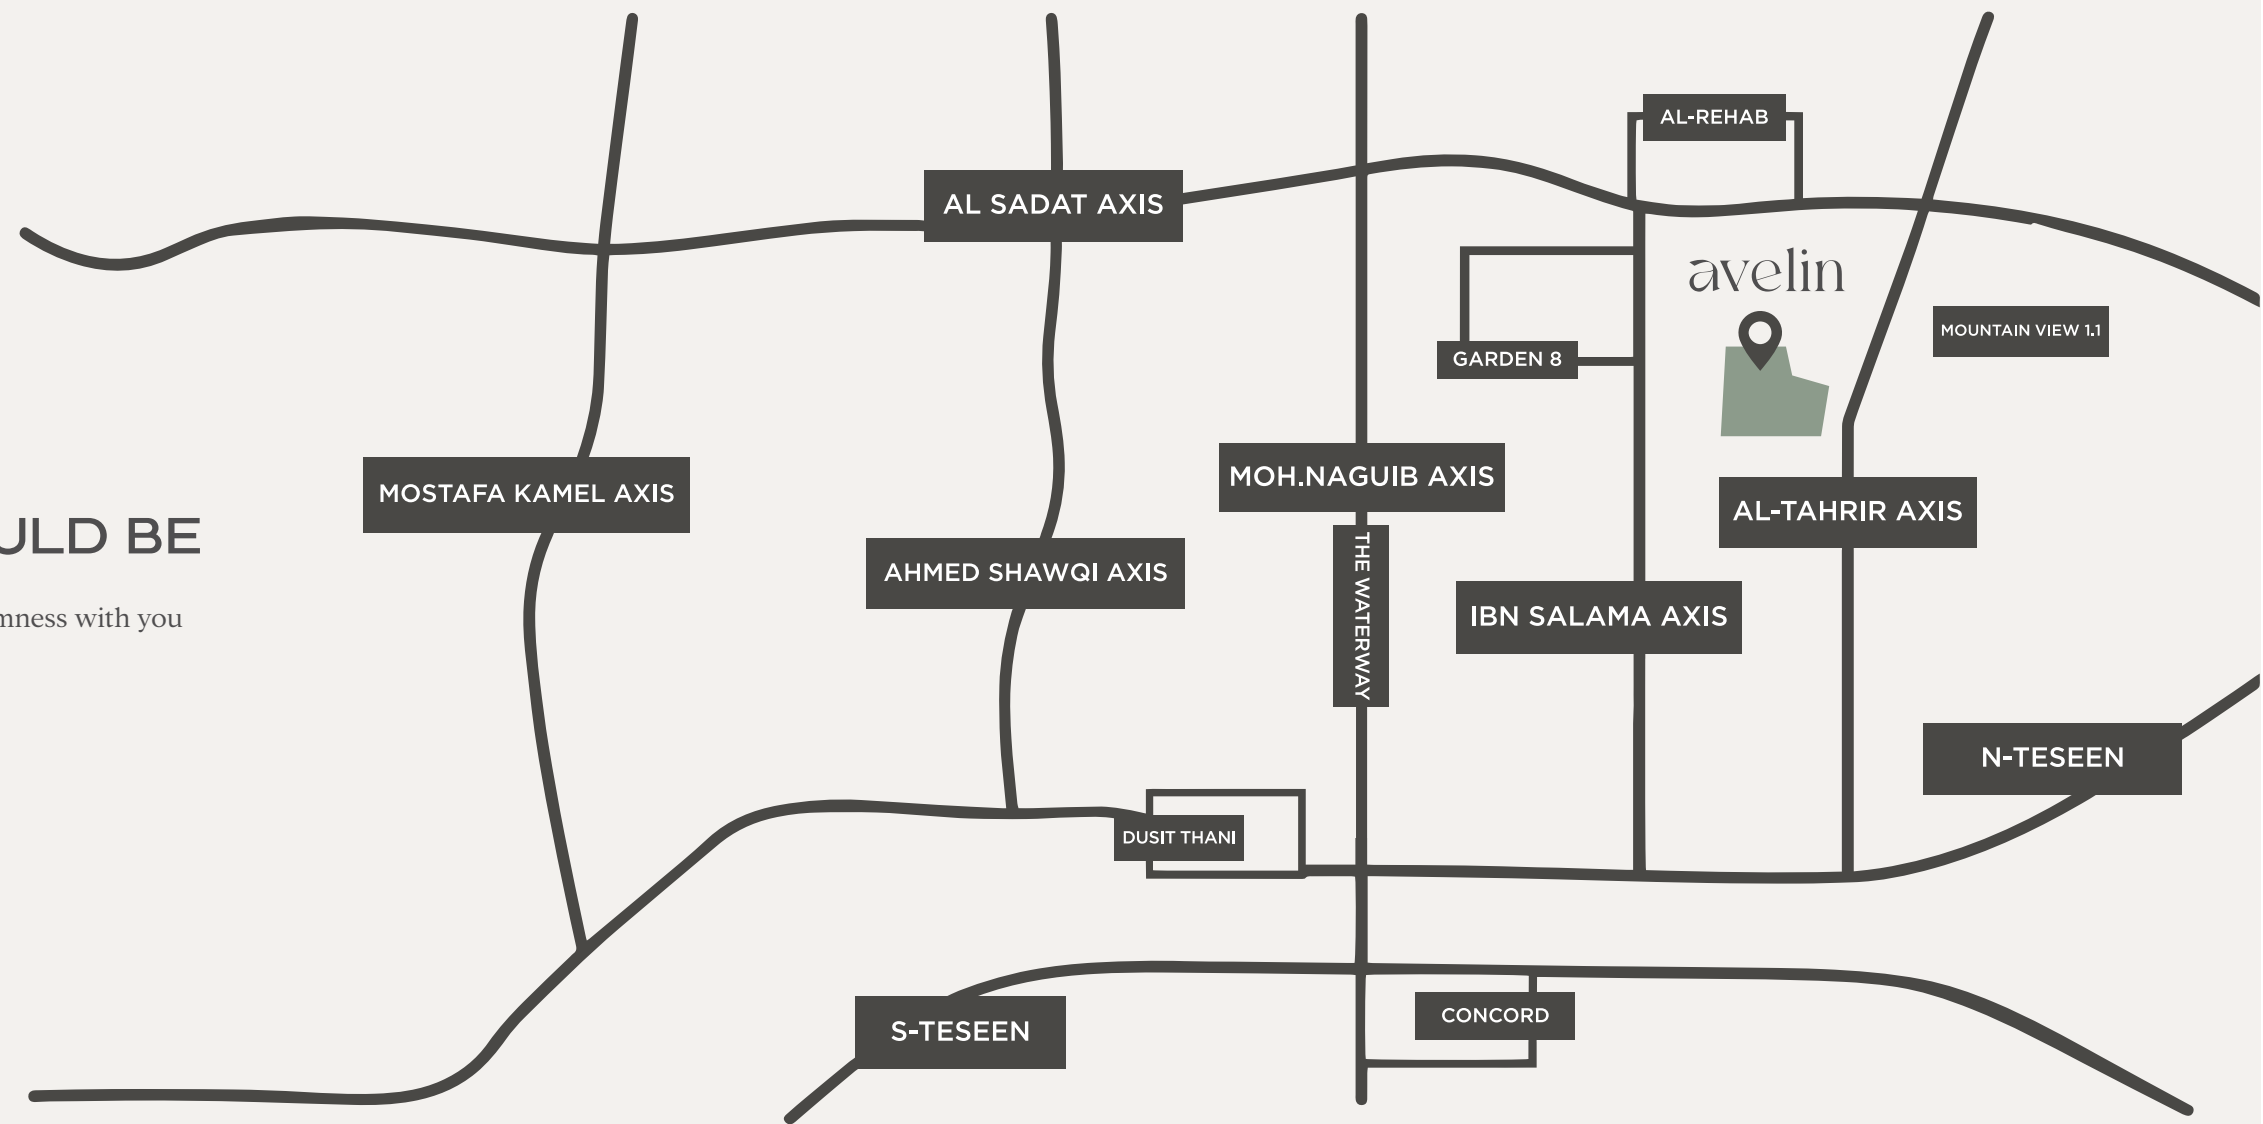 AL-REHAB
AL SADAT AXIS
avelin
MOUNTAIN VIEW 1.1
GARDEN 8
MOH.NAGUIB AXIS
MOSTAFA KAMEL AXIS
AL-TAHRIR AXIS
ULD BE
AHMED SHAWQI AXIS
THE WATERWAY
IBN SALAMA AXIS
mness with you
N-TESEEN
DUSIT THANI
CONCORD
S-TESEEN